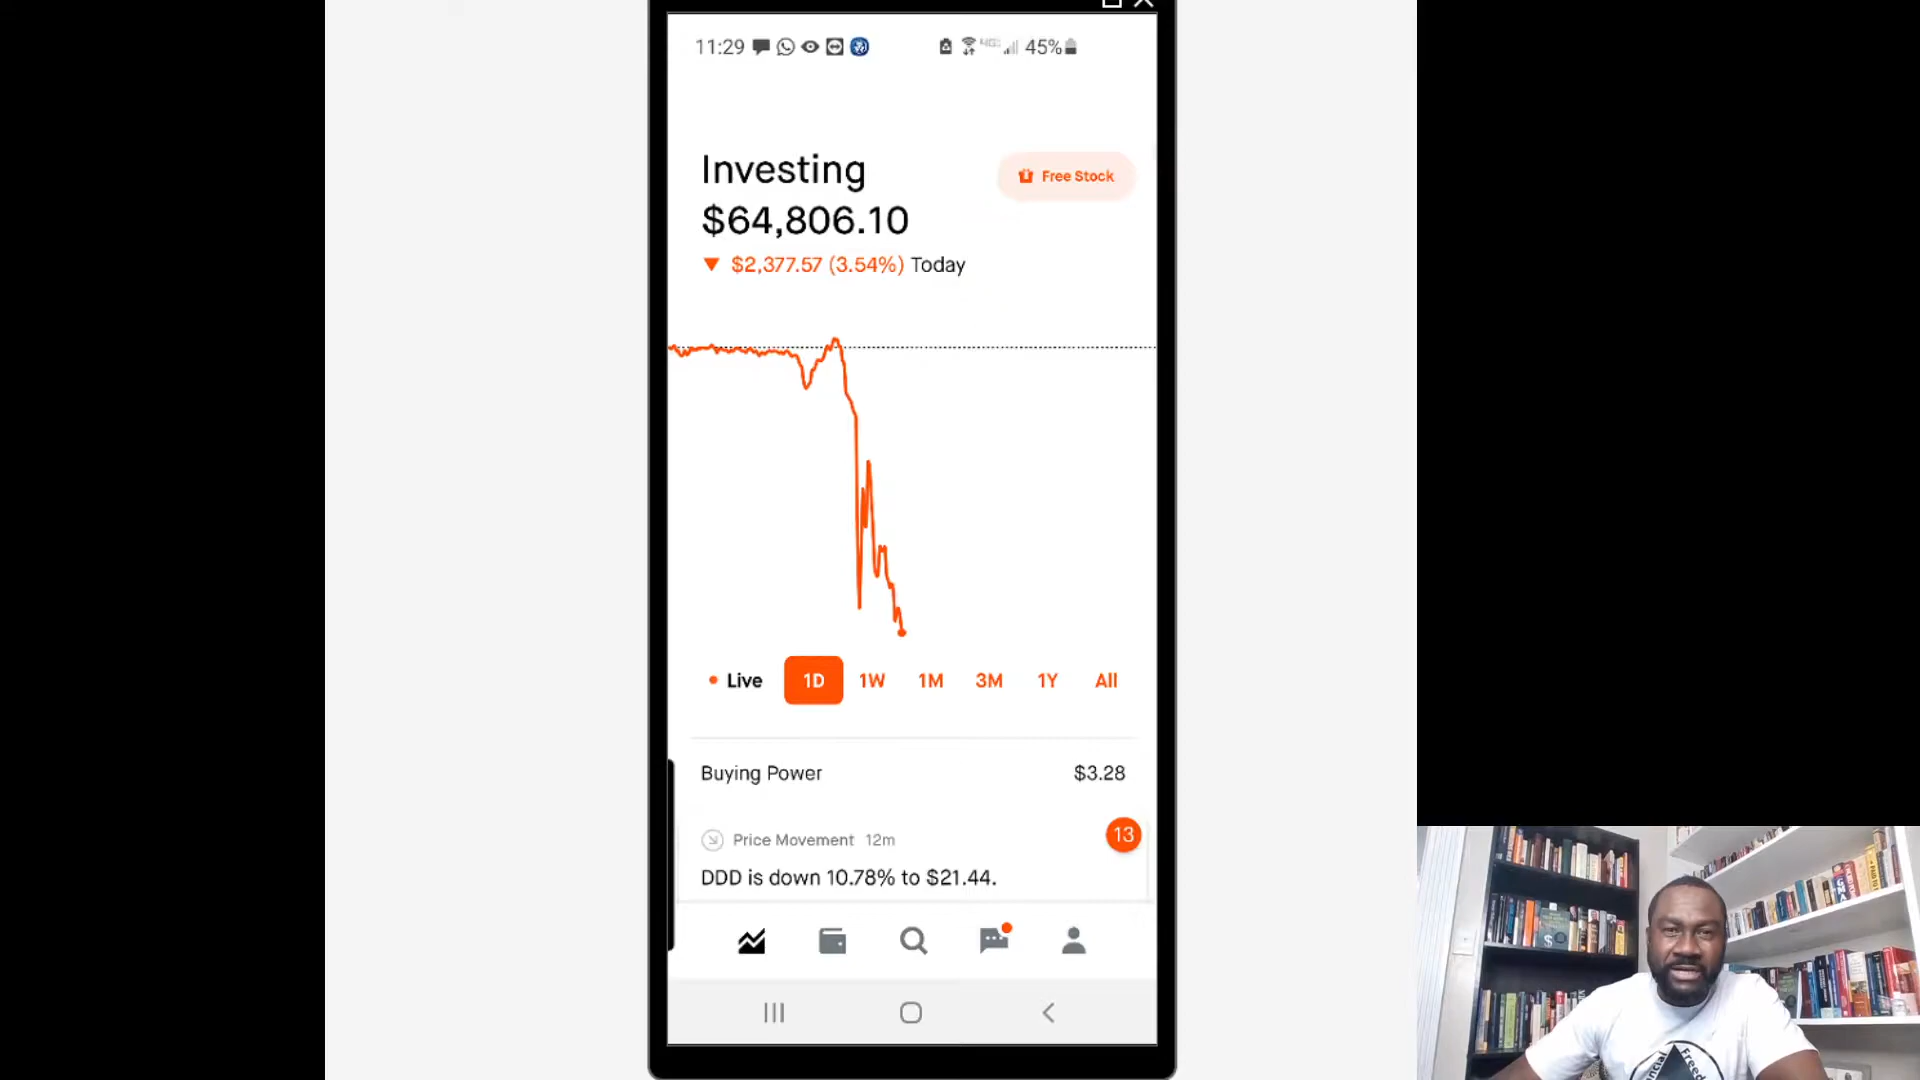 11:29 45%
Investing
Free Stock
$64,806.10
▼ $2,377.57 (3.54%) Today
Live 1D 1W 1M 3M 1Y All
Buying Power $3.28
Price Movement 12m
13
DDD is down 10.78% to $21.44.